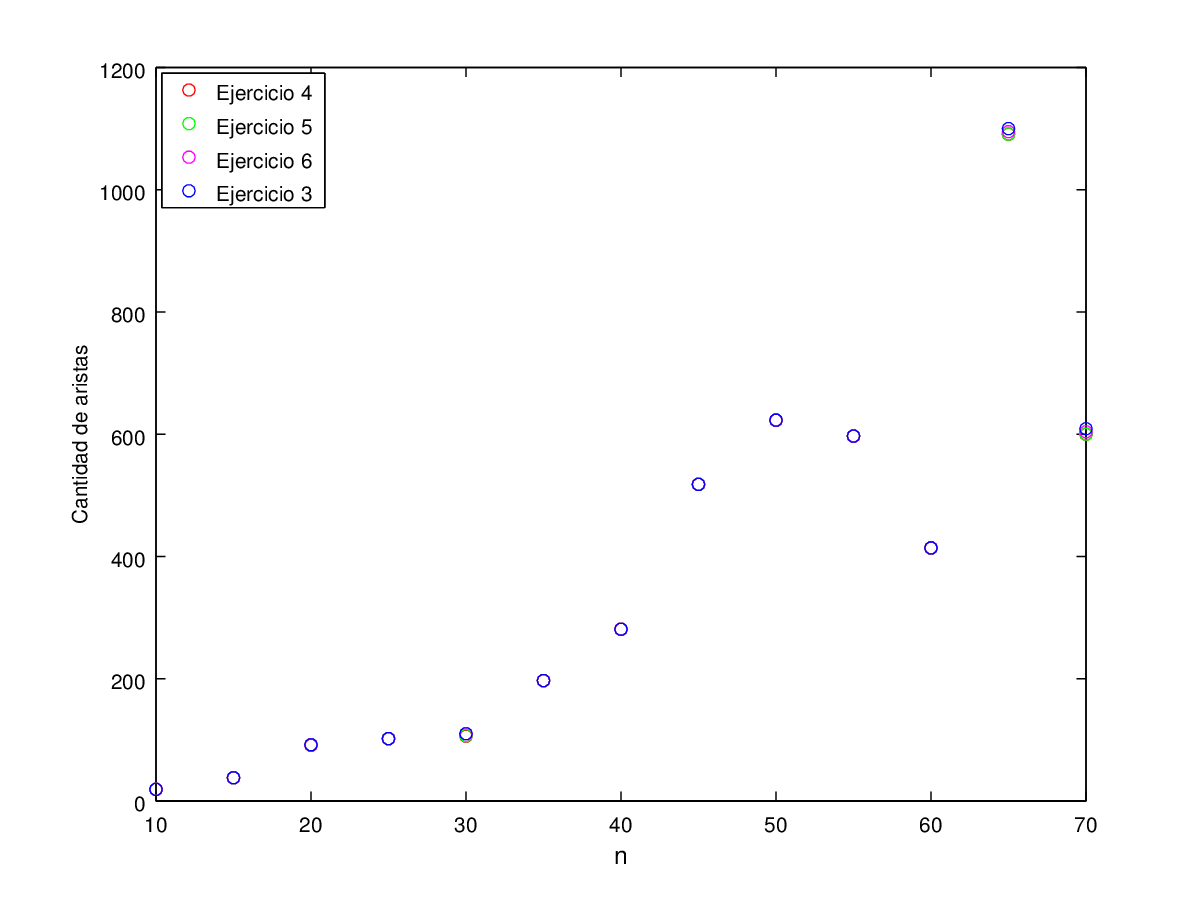 1200
Ejercicio 4
Ejercicio 5
Ejercicio 6
Ejercicio 3
1000
800
600
400
200
0
Cantidad de aristas
10 20 30 40 50 60 70
n